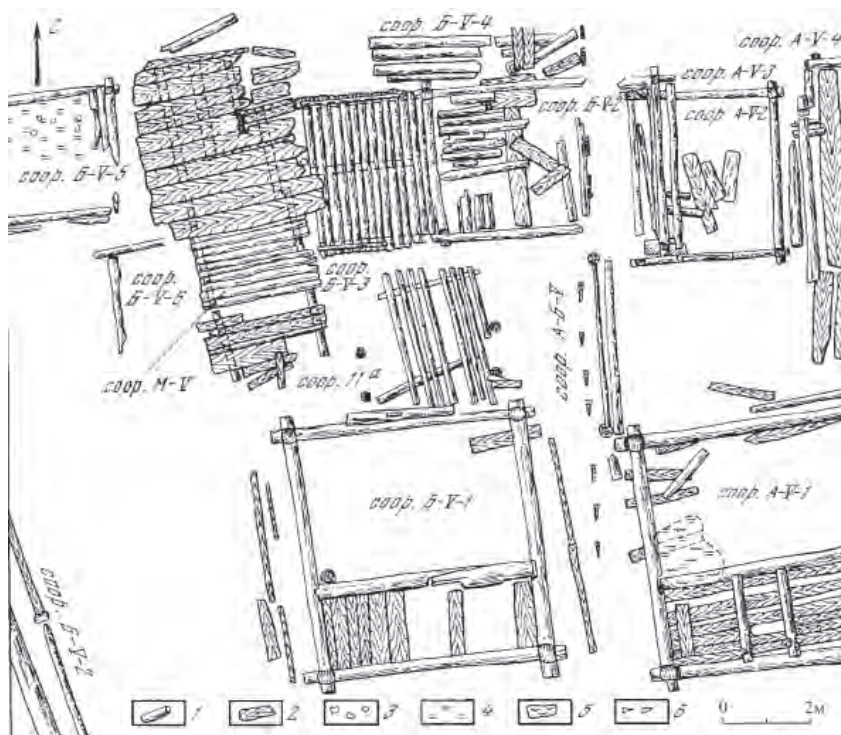 С
соор. Б-V-4
соор. А-V-4
соор. А-V-3
соор. А-V-2
соор. Б-V-2
соор. Б-V-5
соор.
Б-V-6
соор.
Б-V-3
соор. А-Б-V
соор. М-V
соор. 11а
соор. Б-V-1
соор. А-V-1
соор. Б-V-2
1 2 3 4 5 6 0 2м